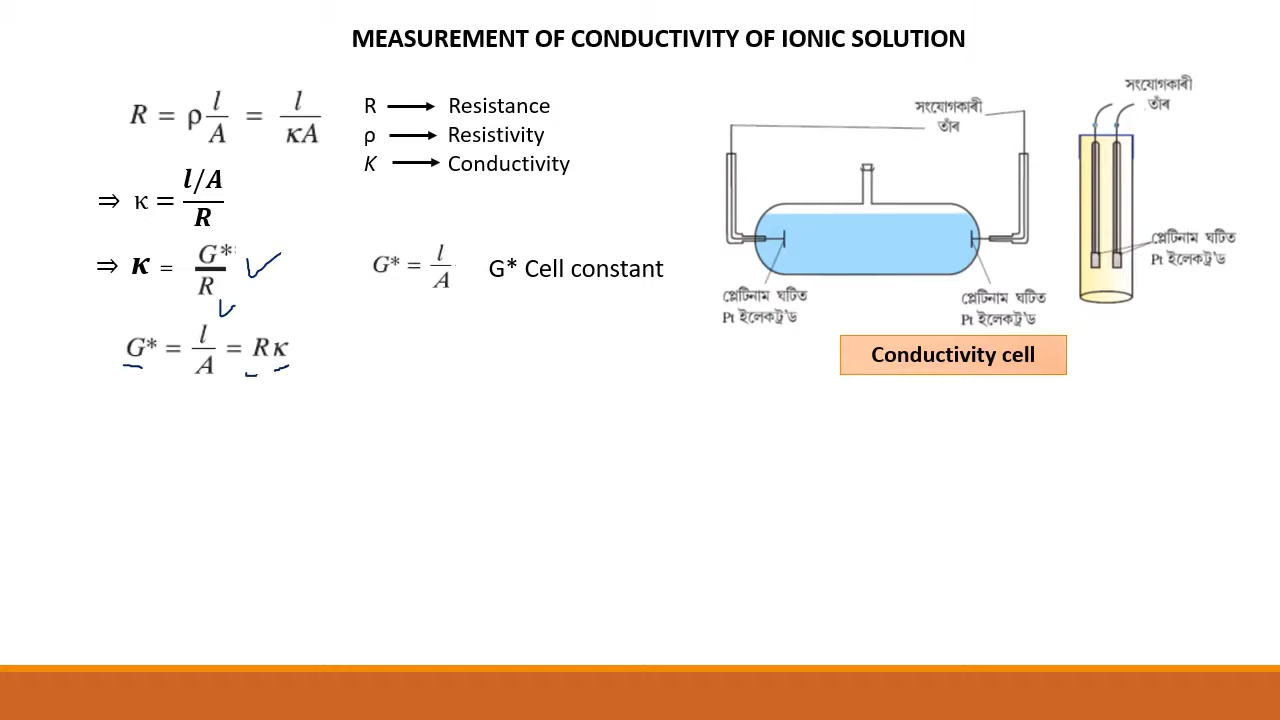 MEASUREMENT OF CONDUCTIVITY OF IONIC SOLUTION
R = ρ l/A = l/κA
R → Resistance
ρ → Resistivity
K → Conductivity
⇒ κ = l/A / R
⇒ κ = G* / R
G* = l/A
G* Cell constant
G* = l/A = Rκ
সংযোগকাৰী
তাঁৰ
প্লেটিনাম ঘটিত
Pt ইলেকট্ৰ'ড
প্লেটিনাম ঘটিত
Pt ইলেকট্ৰ'ড
Conductivity cell
সংযোগকাৰী
তাঁৰ
প্লেটিনাম ঘটিত
Pt ইলেকট্ৰ'ড